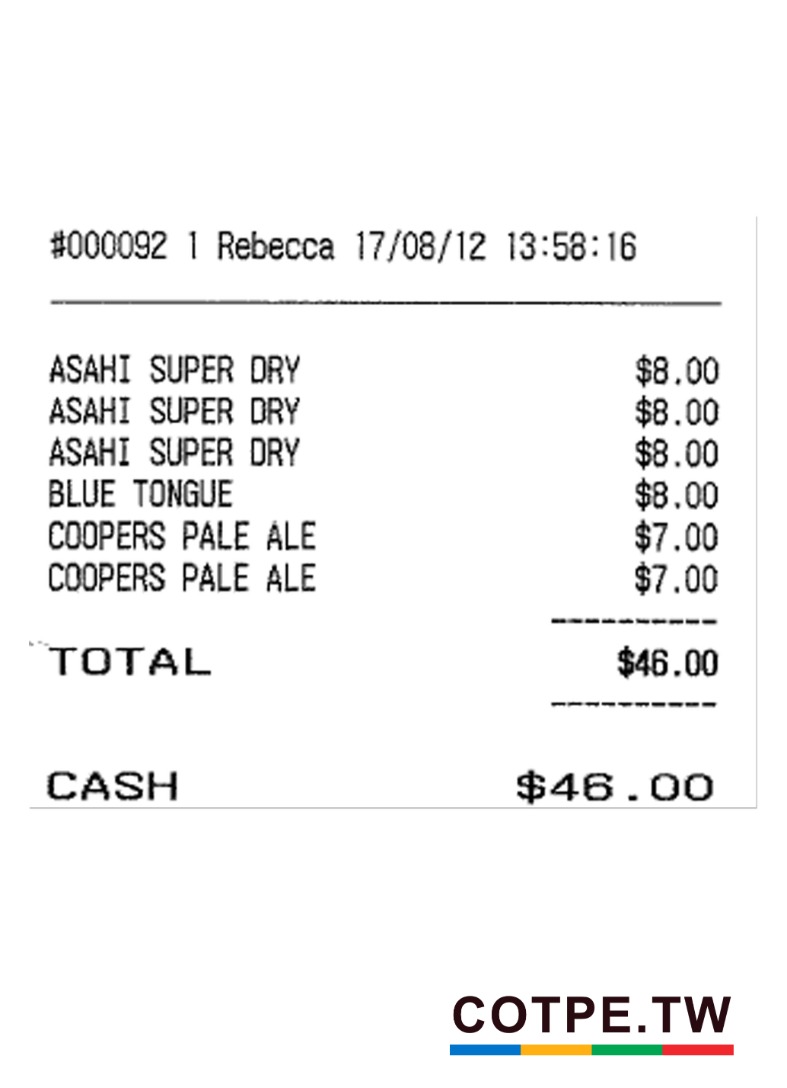 #000092 1 Rebecca 17/08/12 13:58:16
ASAHI SUPER DRY $8.00
ASAHI SUPER DRY $8.00
ASAHI SUPER DRY $8.00
BLUE TONGUE $8.00
COOPERS PALE ALE $7.00
COOPERS PALE ALE $7.00
TOTAL $46.00
CASH $46.00
COTPE.TW